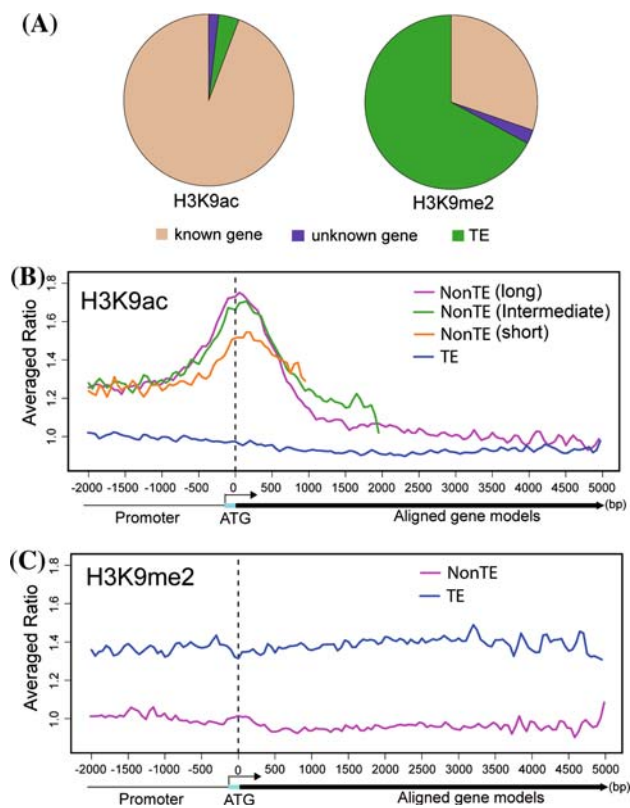 (A)
H3K9ac
H3K9me2
known gene unknown gene TE
(B)
H3K9ac
NonTE (long)
NonTE (Intermediate)
NonTE (short)
TE
Averaged Ratio
1.8
1.6
1.4
1.2
1.0
-2000 -1500 -1000 -500 0 500 1000 1500 2000 2500 3000 3500 4000 4500 5000
(bp)
Promoter ATG Aligned gene models
(C)
H3K9me2
NonTE
TE
Averaged Ratio
1.8
1.6
1.4
1.2
1.0
-2000 -1500 -1000 -500 0 500 1000 1500 2000 2500 3000 3500 4000 4500 5000
(bp)
Promoter ATG Aligned gene models